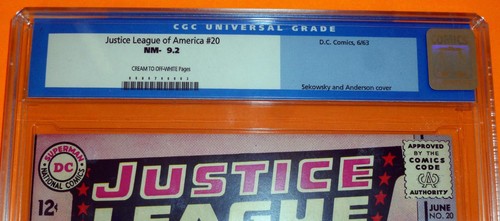 CGC UNIVERSAL GRADE
Justice League of America #20
D.C. Comics, 6/63
NM- 9.2
CREAM TO OFF-WHITE Pages
Sekowsky and Anderson cover
SUPERMAN
DC
NATIONAL COMICS
APPROVED
BY THE
COMICS
CODE
CA
AUTHORITY
12¢
JUSTICE
JUNE
NO. 20
LEAGUE